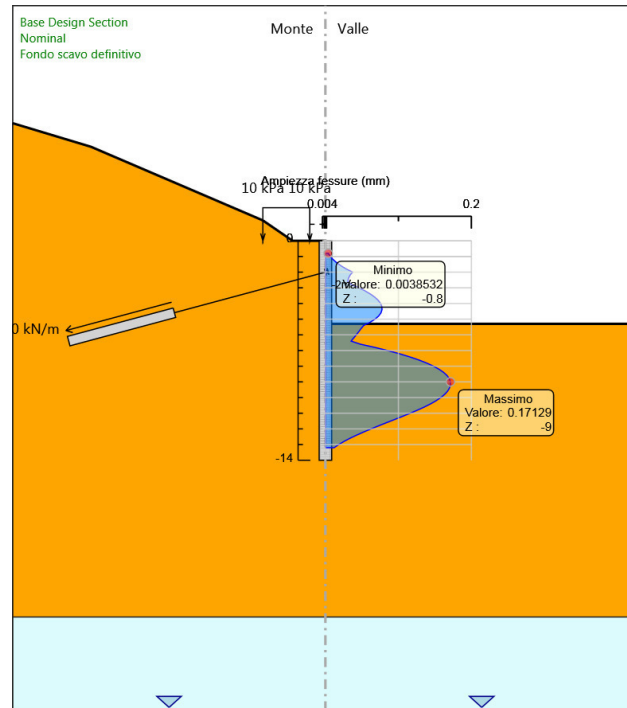 Base Design Section
Nominal
Fondo scavo definitivo
Monte
Valle
Ampiezza fessure (mm)
10 kPa 10 kPa
0.004
0.2
0
Minimo
Valore: 0.0038532
Z : -0.8
0 kN/m
Massimo
Valore: 0.17129
Z : -9
-14